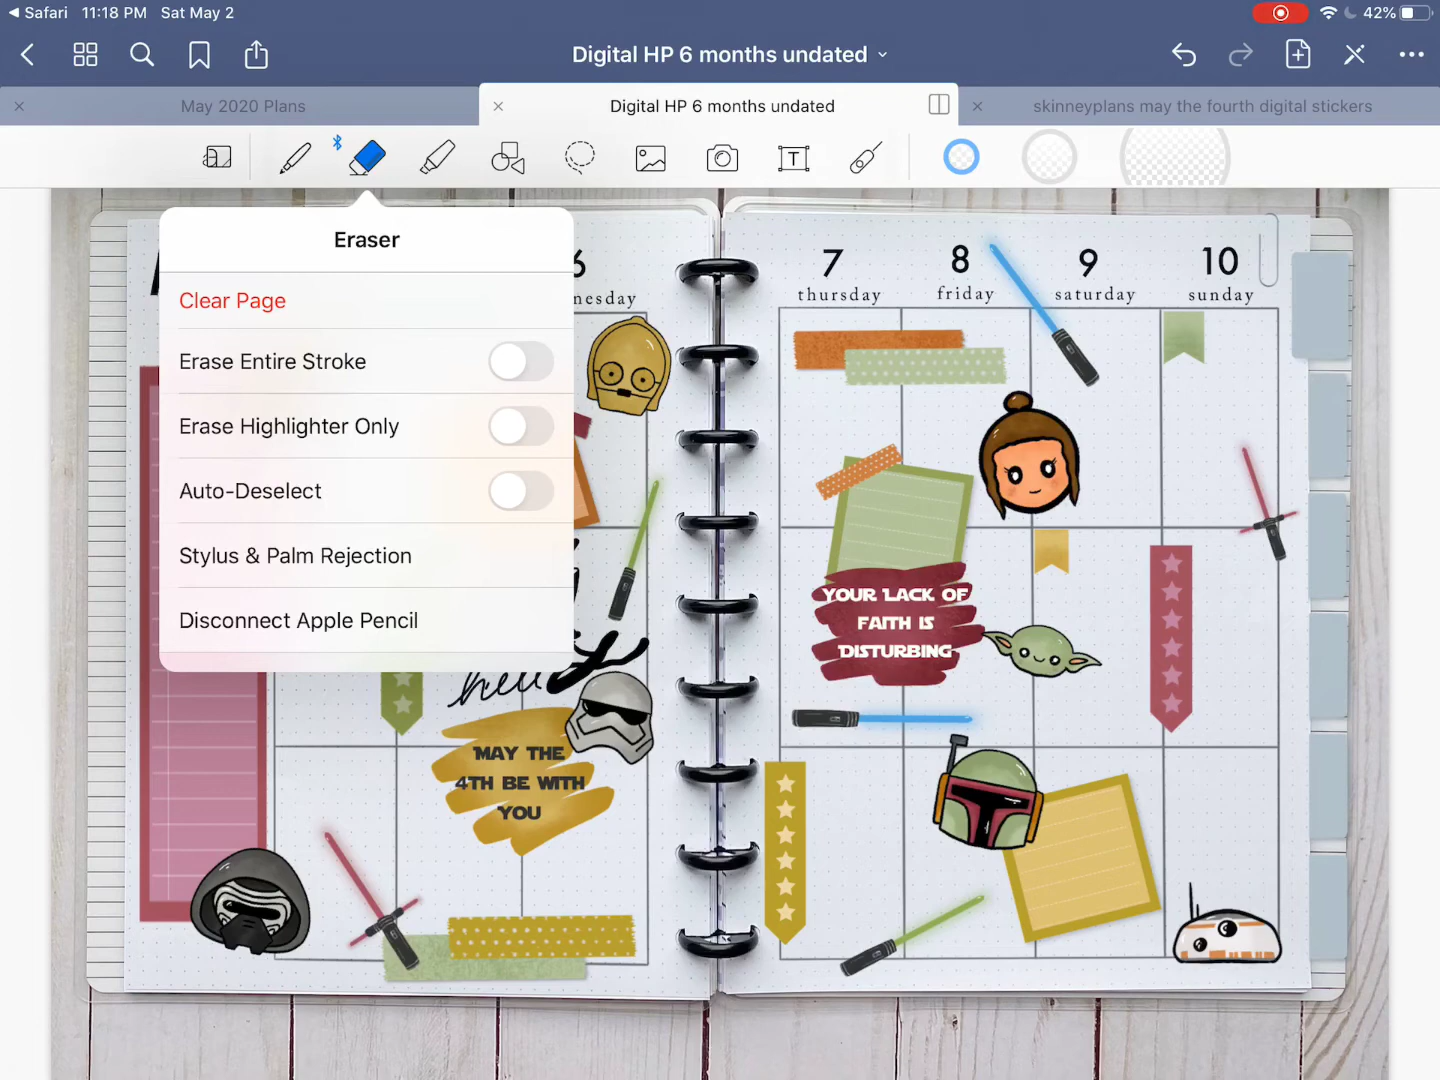 Safari 11:18 PM Sat May 2
42%
Digital HP 6 months undated
May 2020 Plans
Digital HP 6 months undated
skinneyplans may the fourth digital stickers
T
Eraser
Clear Page
Erase Entire Stroke
Erase Highlighter Only
Auto-Deselect
Stylus & Palm Rejection
Disconnect Apple Pencil
6
nesday
7
thursday
8
friday
9
saturday
10
sunday
YOUR LACK OF
FAITH IS
DISTURBING
MAY THE
4TH BE WITH
YOU